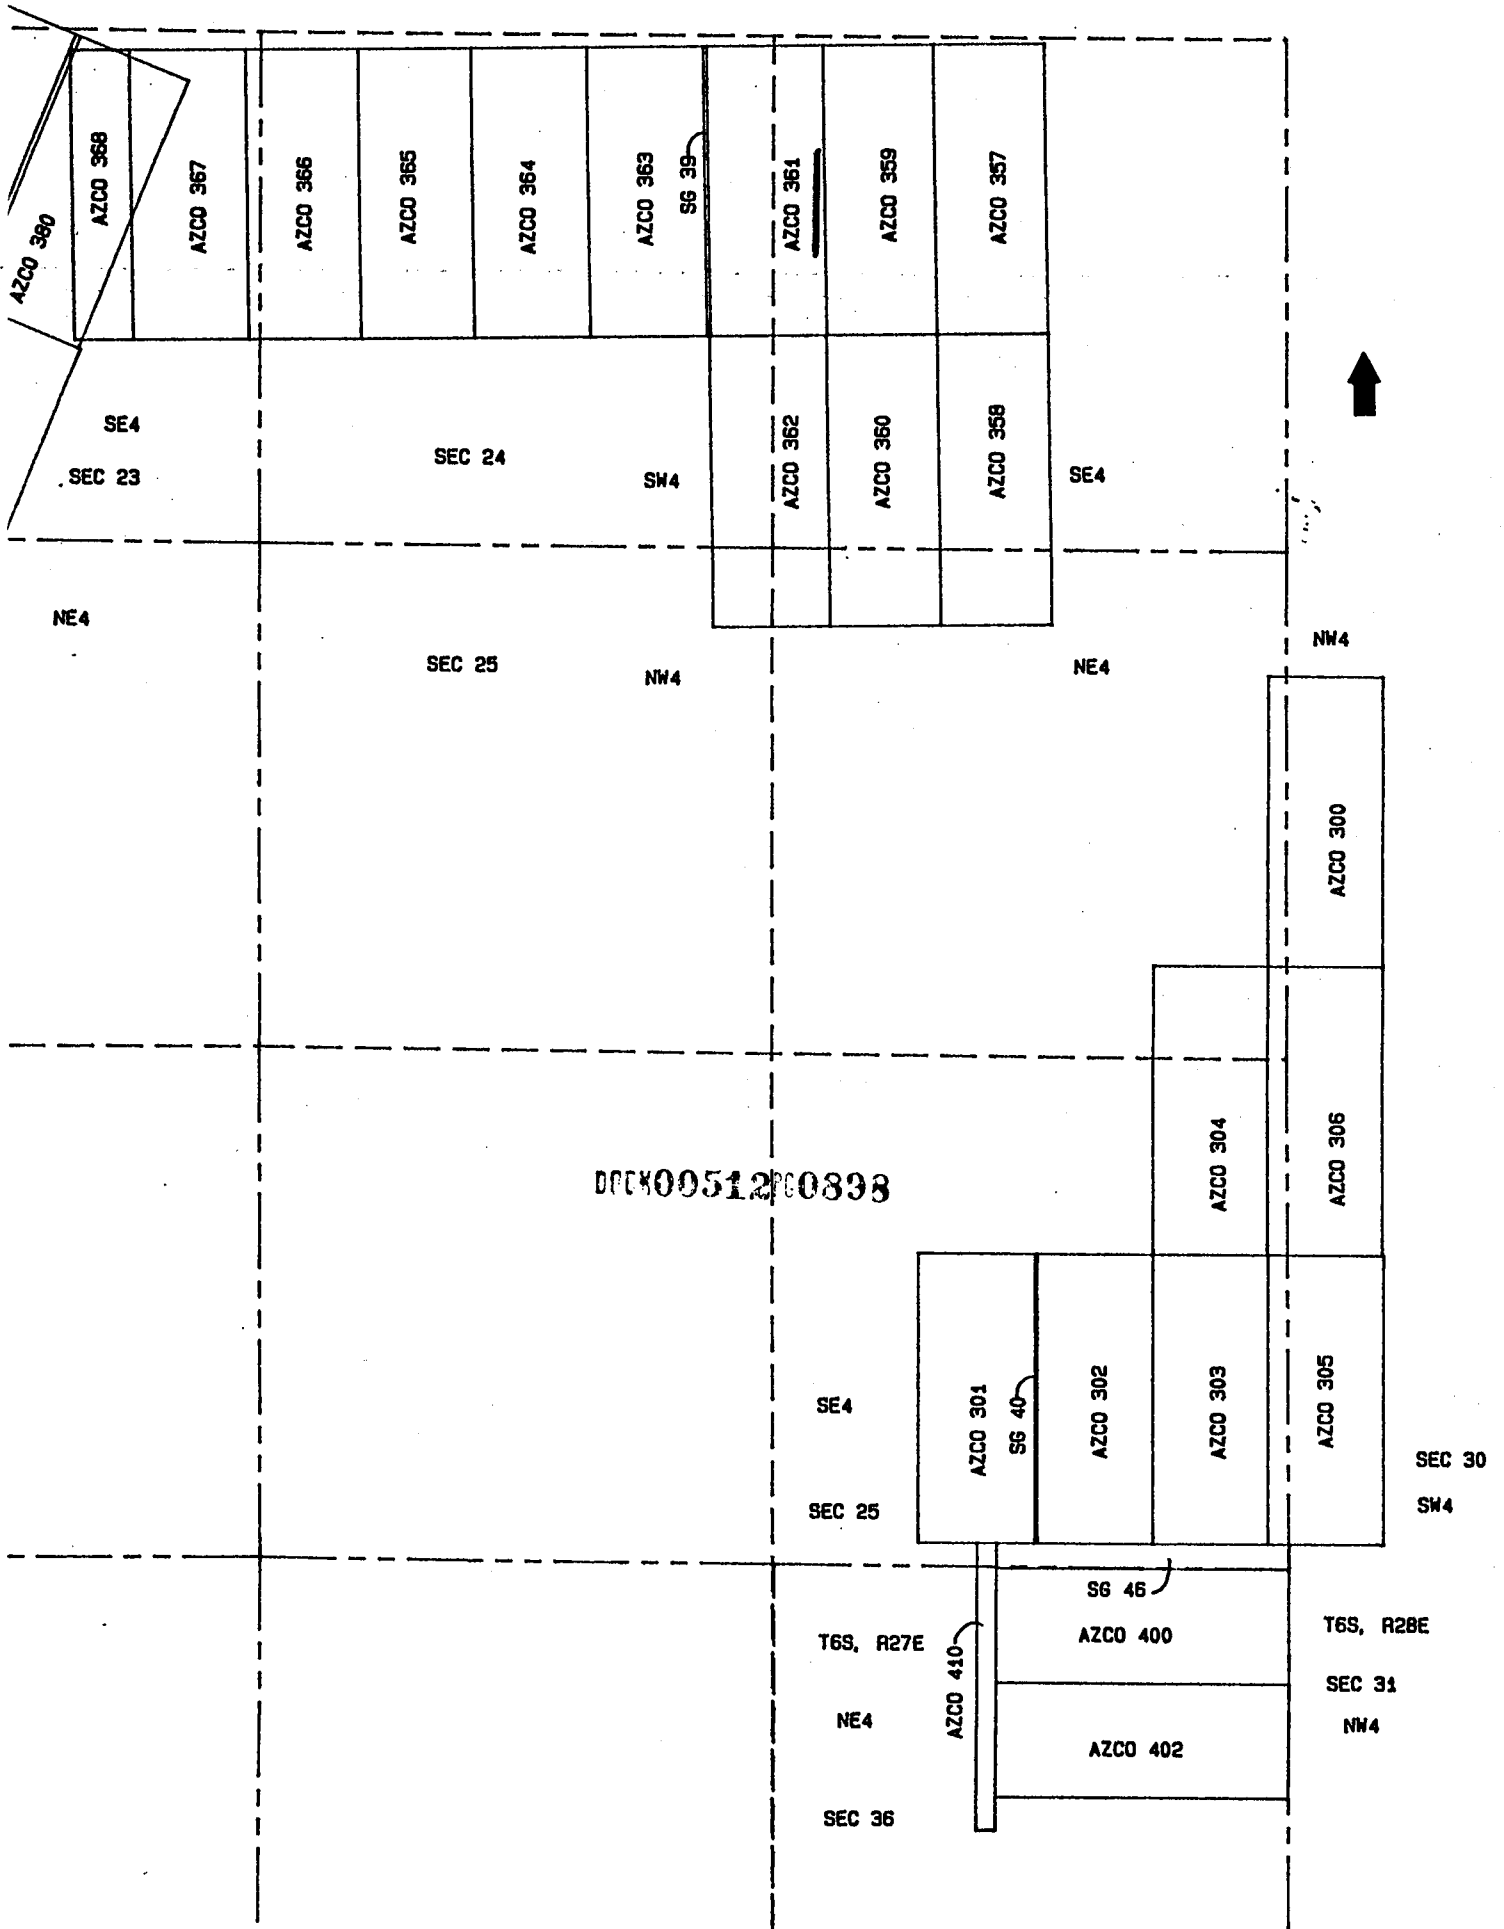 AZCO 380
AZCO 368
AZCO 367
AZCO 366
AZCO 365
AZCO 364
AZCO 363
SG 39
AZCO 361
AZCO 359
AZCO 357
SE4
SEC 23
SEC 24
SW4
AZCO 362
AZCO 360
AZCO 358
SE4
NE4
SEC 25
NW4
NE4
NW4
AZCO 300
AZCO 304
AZCO 306
DOCK00512PG0898
SE4
SEC 25
AZCO 301
SG 40
AZCO 302
AZCO 303
AZCO 305
SEC 30
SW4
SG 46
T6S, R27E
AZCO 410
AZCO 400
T6S, R28E
SEC 31
NE4
AZCO 402
NW4
SEC 36